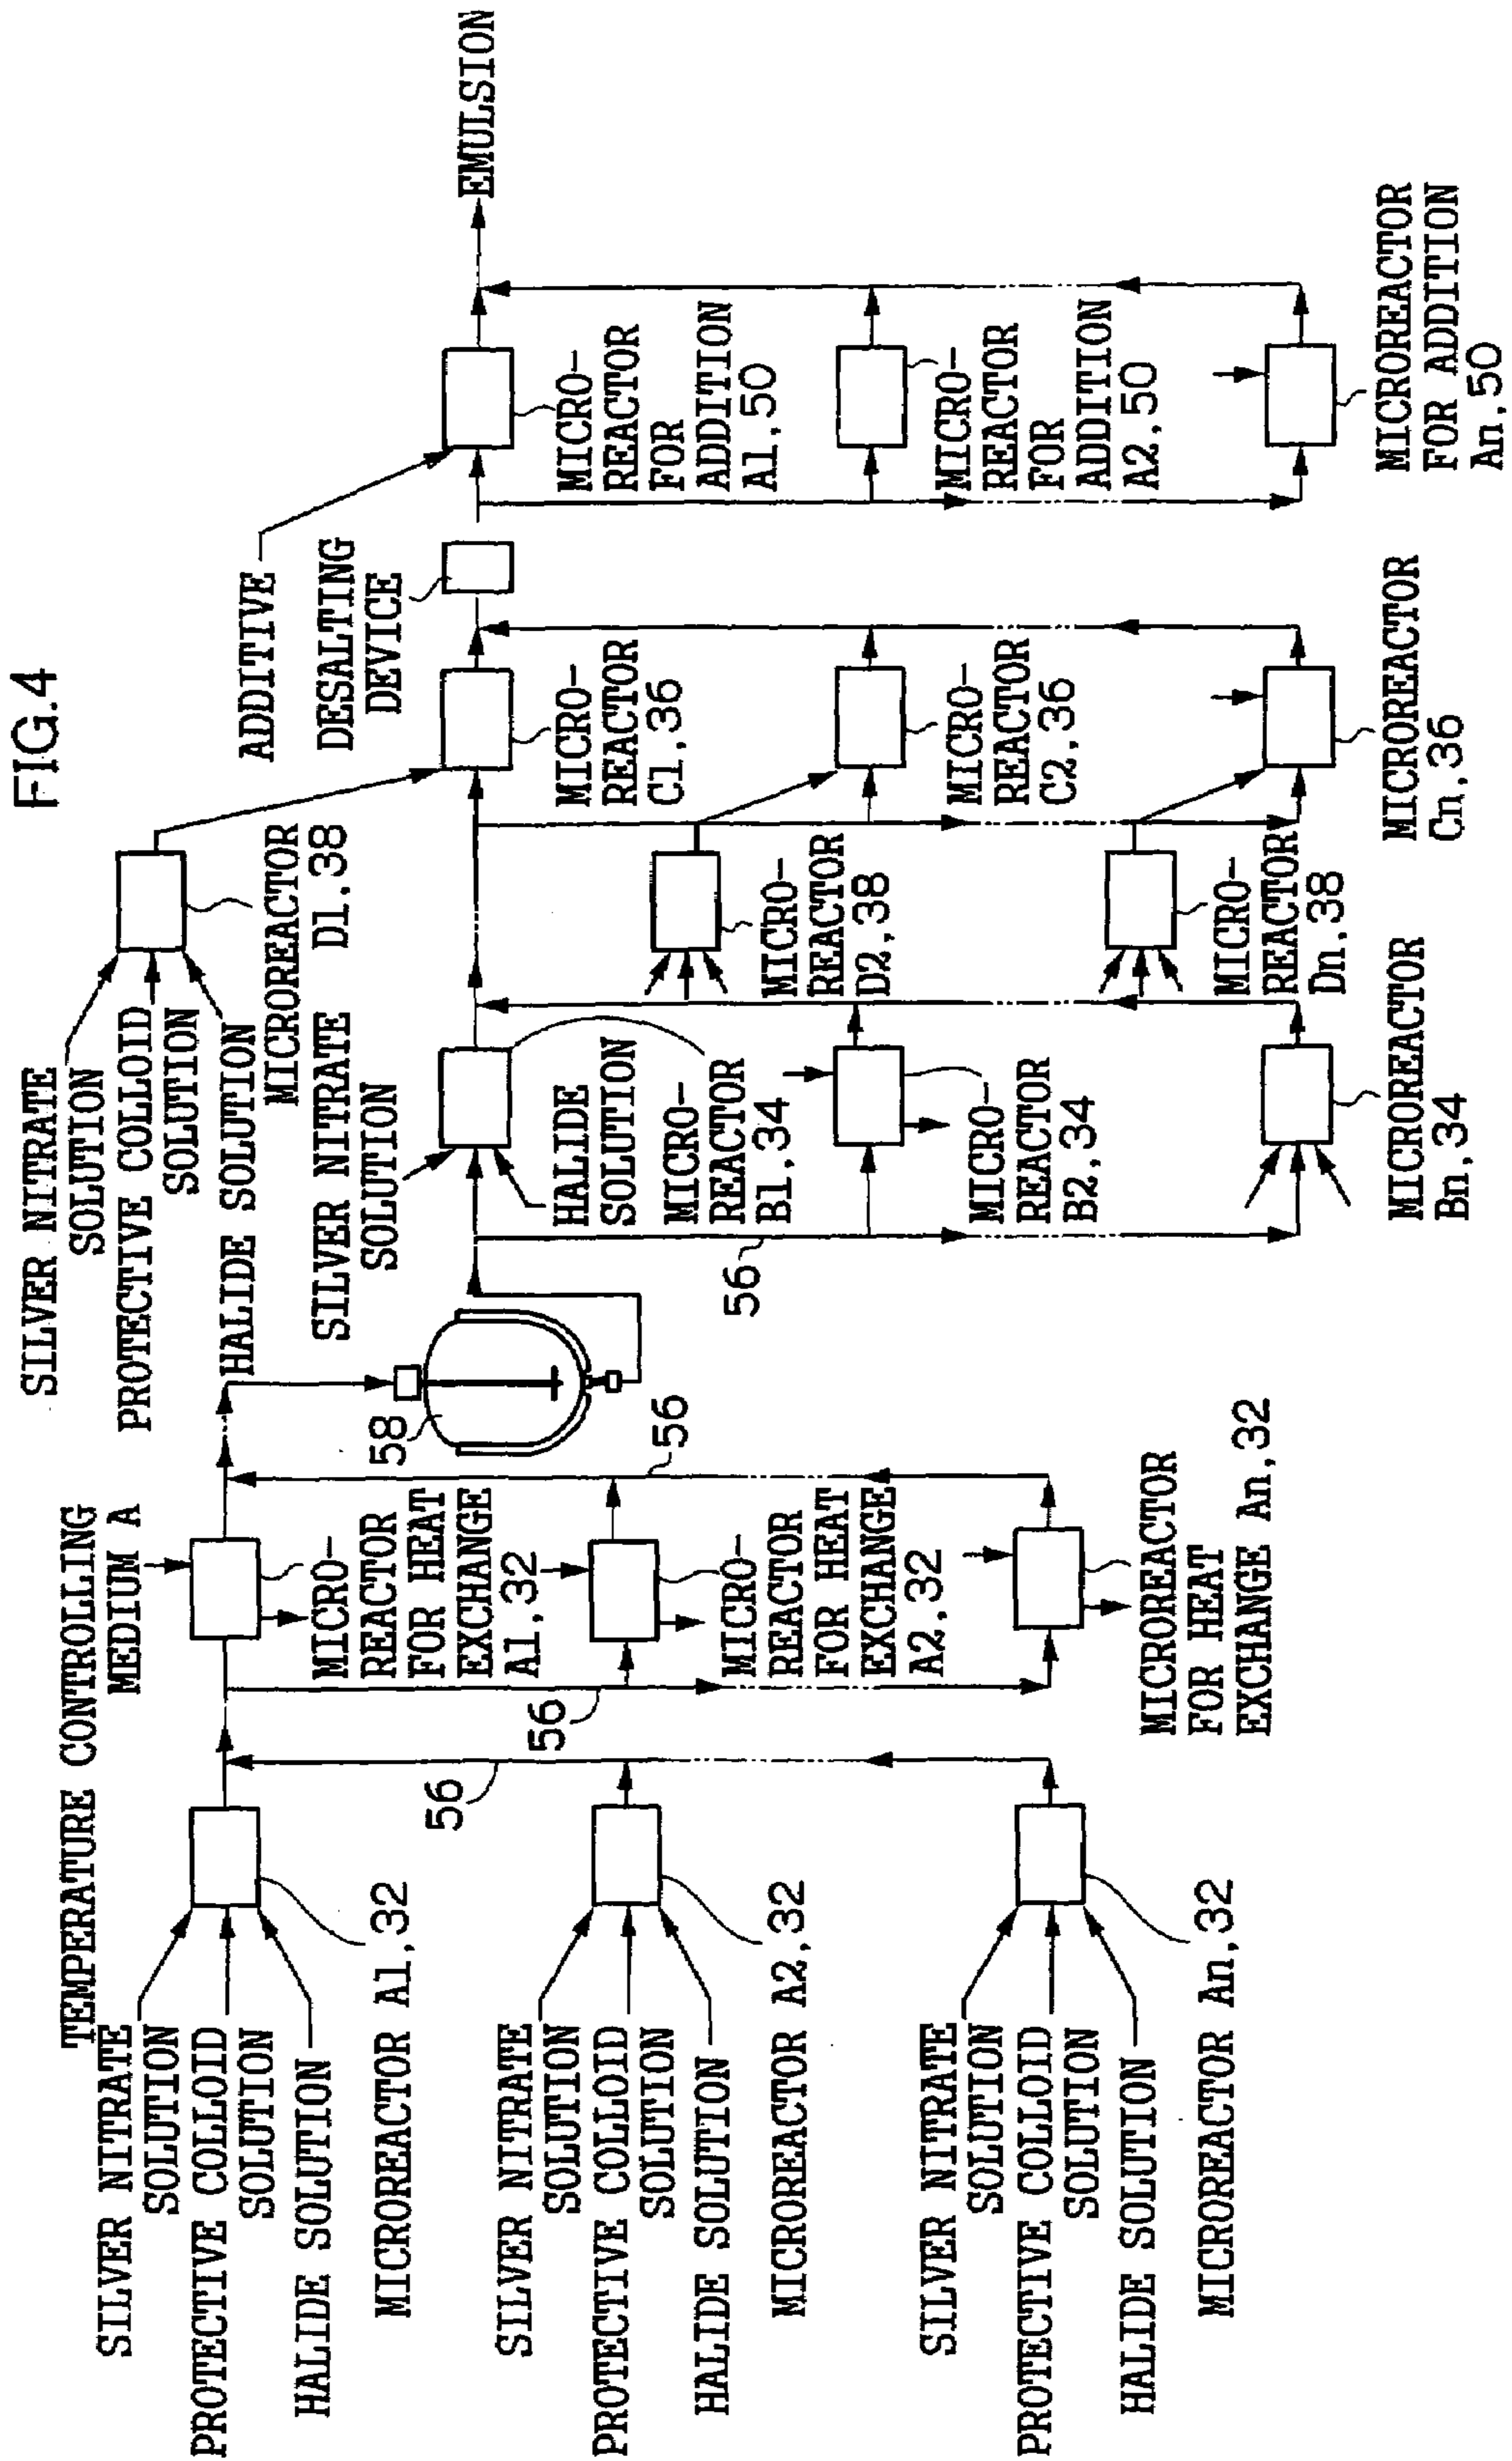 FIG.4
SILVER NITRATE
SOLUTION
PROTECTIVE COLLOID
SOLUTION
HALIDE SOLUTION
MICROREACTOR A1,32
SILVER NITRATE
SOLUTION
PROTECTIVE COLLOID
SOLUTION
HALIDE SOLUTION
MICROREACTOR A2,32
SILVER NITRATE
SOLUTION
PROTECTIVE COLLOID
SOLUTION
HALIDE SOLUTION
MICROREACTOR An,32
56
TEMPERATURE CONTROLLING
MEDIUM A
MICRO-
REACTOR
FOR HEAT
EXCHANGE
A1,32
56
MICRO-
REACTOR
FOR HEAT
EXCHANGE
A2,32
MICROREACTOR
FOR HEAT
EXCHANGE An,32
56
58
SILVER NITRATE
SOLUTION
PROTECTIVE COLLOID
SOLUTION
HALIDE SOLUTION
MICROREACTOR
D1,38
SILVER NITRATE
SOLUTION
HALIDE
SOLUTION
MICRO-
REACTOR
B1,34
56
MICRO-
REACTOR
B2,34
MICROREACTOR
Bn,34
MICRO-
REACTOR
D2,38
MICRO-
REACTOR
Dn,38
MICRO-
REACTOR
C1,36
MICRO-
REACTOR
C2,36
MICROREACTOR
Cn,36
ADDITIVE
DESALTING
DEVICE
MICRO-
REACTOR
FOR
ADDITION
A1,50
MICRO-
REACTOR
FOR
ADDITION
A2,50
MICROREACTOR
FOR ADDITION
An,50
EMULSION